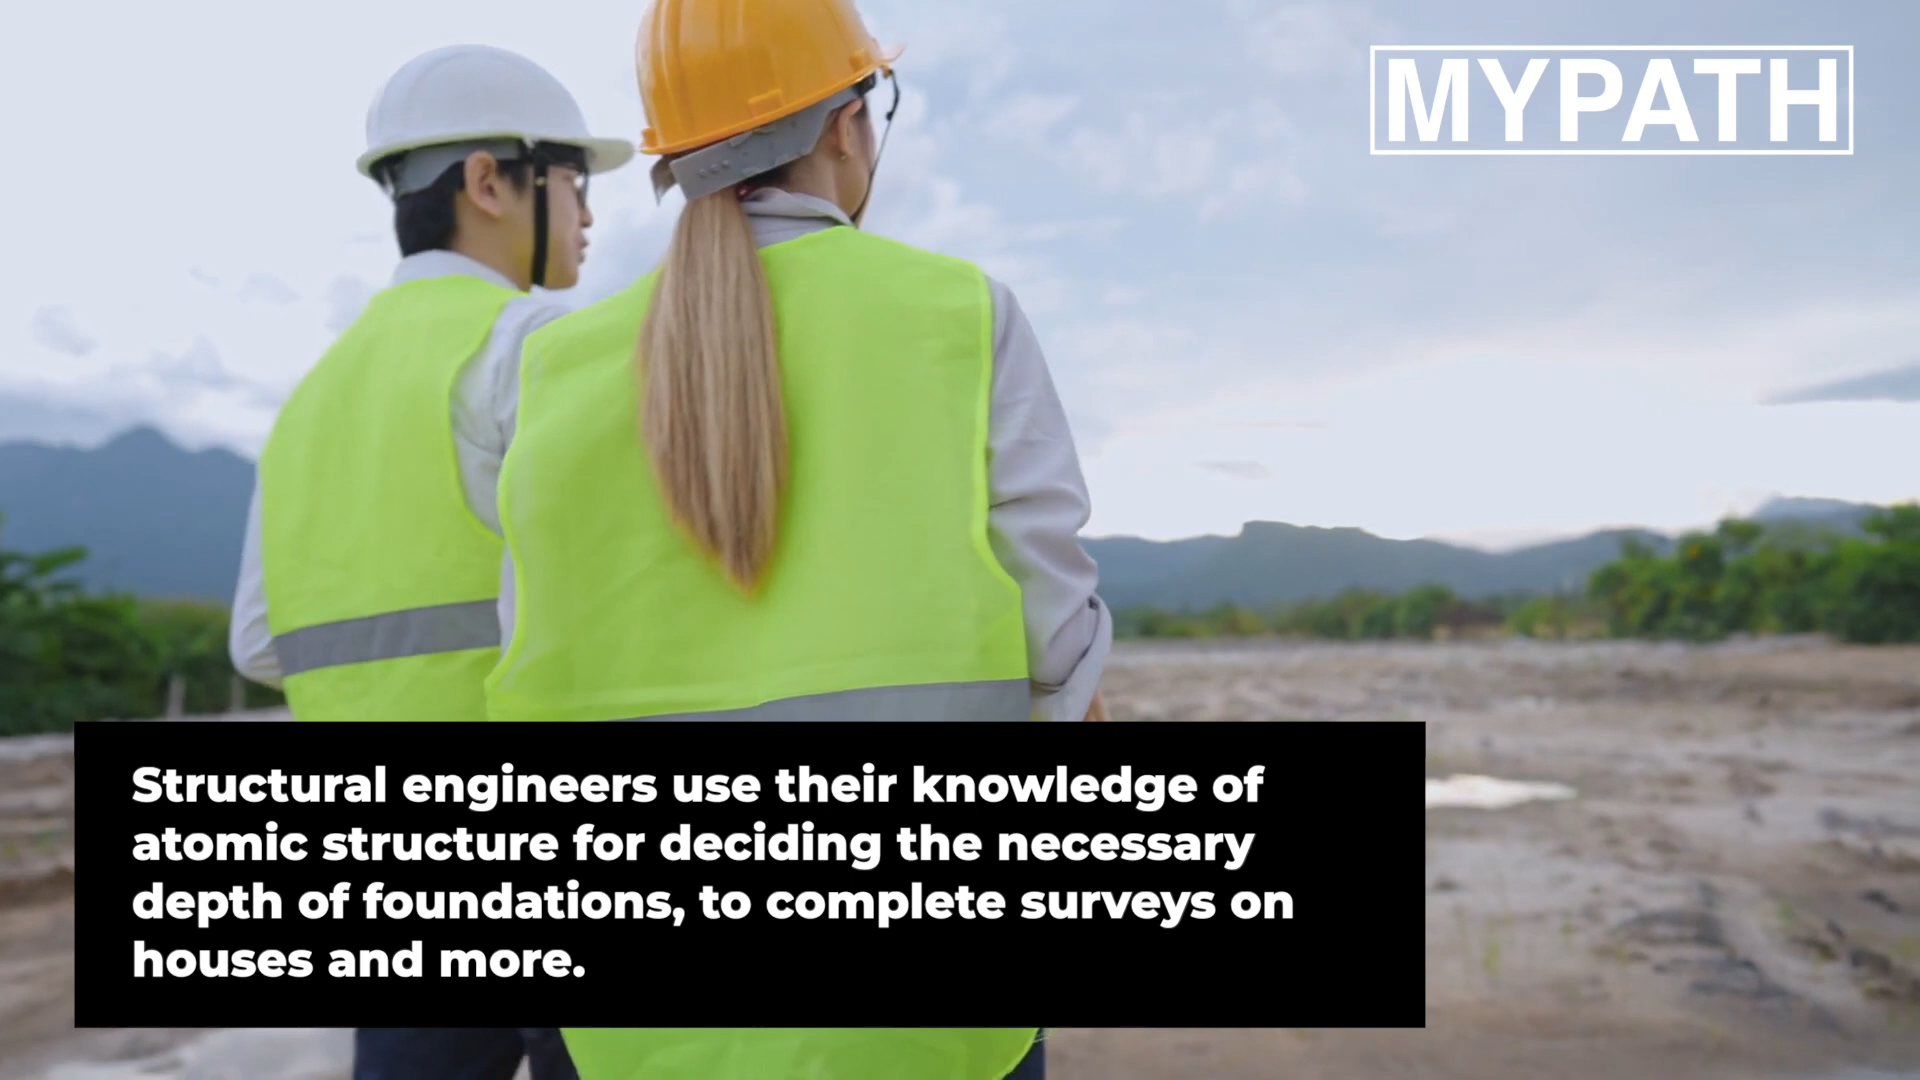 MYPATH
Structural engineers use their knowledge of
atomic structure for deciding the necessary
depth of foundations, to complete surveys on
houses and more.